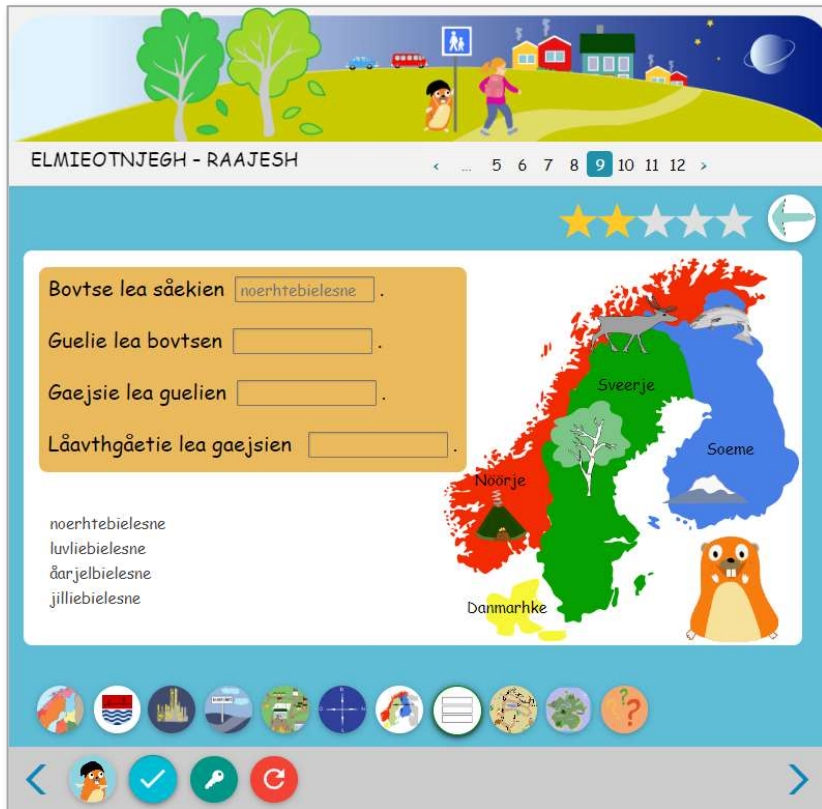 ELMIEOTNJEGH - RAAJESH
< ... 5 6 7 8 9 10 11 12 >
Bovtse lea såekien noerhtebielesne .
Guelie lea bovtsen .
Gaejsie lea guelien .
Låavthgåetie lea gaejsien .
noerhtebielesne
luvliebielesne
åarjelbielesne
jilliebielesne
Sveerje
Soeme
Nöörje
Danmarhke